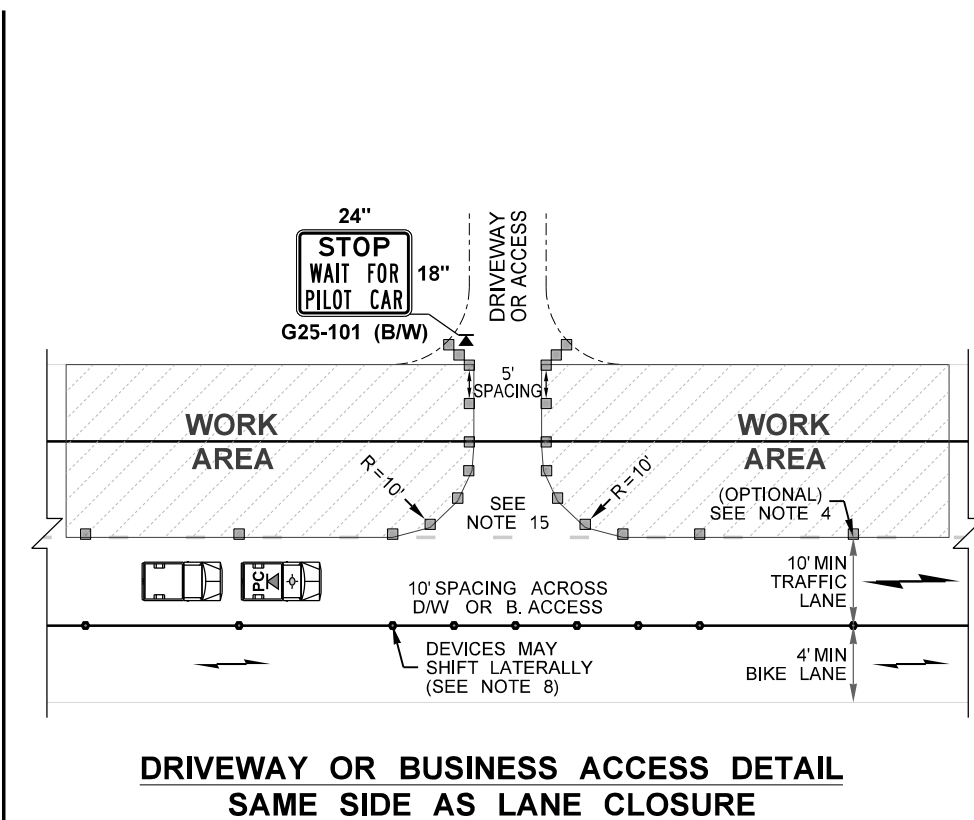 24"
STOP
WAIT FOR
PILOT CAR
18"
G25-101 (B/W)
DRIVEWAY
OR ACCESS
5'
SPACING
WORK
AREA
WORK
AREA
R=10'
R=10'
SEE
NOTE 15
(OPTIONAL)
SEE NOTE 4
PC
10' SPACING ACROSS
D/W OR B. ACCESS
10' MIN
TRAFFIC
LANE
DEVICES MAY
SHIFT LATERALLY
(SEE NOTE 8)
4' MIN
BIKE LANE
DRIVEWAY OR BUSINESS ACCESS DETAIL
SAME SIDE AS LANE CLOSURE